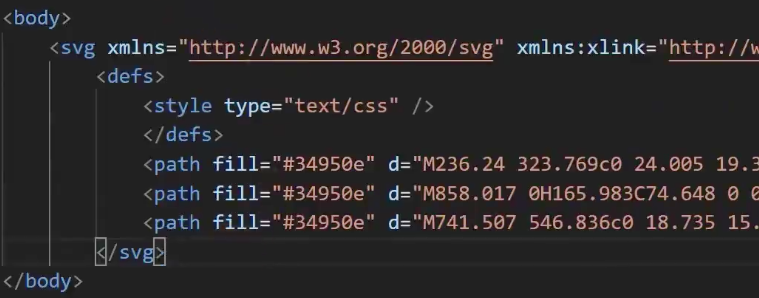 <body>
<svg xmlns="http://www.w3.org/2000/svg" xmlns:xlink="http://w
<defs>
<style type="text/css" />
</defs>
<path fill="#34950e" d="M236.24 323.769c0 24.005 19.3
<path fill="#34950e" d="M858.017 0H165.983C74.648 0 0
<path fill="#34950e" d="M741.507 546.836c0 18.735 15.
</svg>
</body>